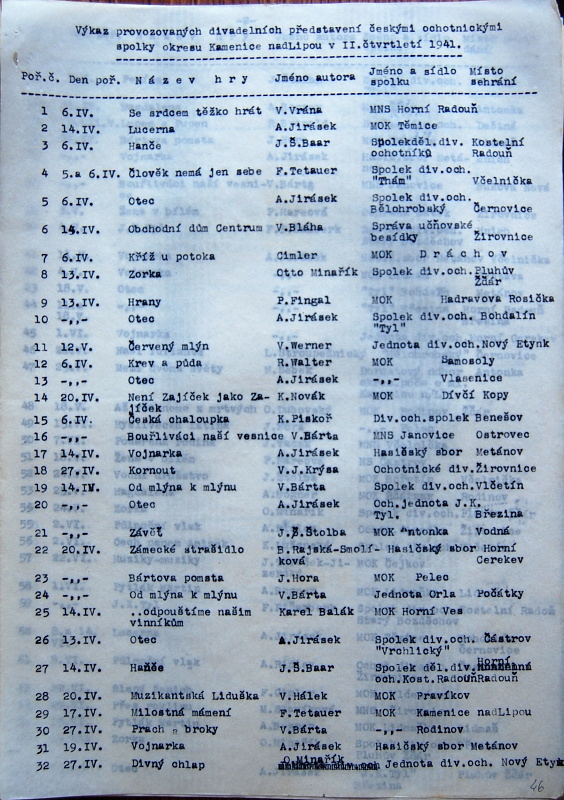 Výkaz provozovaných divadelních představení českými ochotnickými
spolky okresu Kamenice nadLipou v II.čtvrtletí 1941.
Poř.č. Den poř. Název hry Jméno autora Jméno a sídlo spolku Místo sehrání
1 6.IV. Se srdcem těžko hrát V.Vrána MNS Horní Radouň
2 14.IV. Lucerna A.Jirásek MOK Těmice
3 6.IV. Hanče J.Š.Baar Spolekděl.div. Kostelní
ochotníků Radouň
4 5.a 6.IV. Člověk nemá jen sebe F.Tetauer Spolek div.och.
"Thám" Včelnička
5 6.IV. Otec A.Jirásek Spolek div.och.
Bělohrobský Černovice
6 14.IV. Obchodní dům Centrum V.Bláha Správa učňovské
besídky Žirovnice
7 6.IV. Kříž u potoka Cimler MOK Dráchov
8 13.IV. Zorka Otto Minařík Spolek div.och. Pluhův
Žďár
9 13.IV. Hrany P.Fingal MOK Hadravova Rosička
10 -,,- Otec A.Jirásek Spolek div.och. Bohdalín
"Tyl"
11 12.V. Červený mlýn V.Werner Jednota div.och.Nový Etynk
12 6.IV. Krev a půda R.Walter MOK Samosoly
13 -,,- Otec A.Jirásek -,,- Vlasenice
14 20.IV. Není Zajíček jako Za- K.Novák MOK Dívčí Kopy
jíček
15 6.IV. Česká chaloupka K.Piskoř Div.och.spolek Benešov
16 -,,- Bouřliváci naší vesnice V.Bárta MNS Janovice Ostrovec
17 14.IV. Vojnarka A.Jirásek Hasičský sbor Metánov
18 27.IV. Kornout V.J.Krýsa Ochotnické div.Žirovnice
19 14.IV. Od mlýna k mlýnu V.Bárta Spolek div.och.Vlčetín
20 -,,- Otec A.Jirásek Och.jednota J.K.
Tyl. Březina
21 -,,- Závěť J.Š.Štolba MOK Antonka Vodná
22 20.IV. Zámecké strašidlo B.Rajská-Smolí- Hasičský sbor Horní
ková Cerekev
23 -,,- Bártova pomsta J.Hora MOK Pelec
24 -,,- Od mlýna k mlýnu V.Bárta Jednota Orla Počátky
25 14.IV. ..odpouštíme našim Karel Balák MOK Horní Ves
vinníkům
26 13.IV. Otec A.Jirásek Spolek div.och. Částrov
"Vrchlický"
27 14.IV. Hanče J.Š.Baar Spolek děl.div. Horní
och.Kost.Radouň Radouň
28 20.IV. Muzikantská Liduška V.Hálek MOK Pravíkov
29 17.IV. Milostná mámení F.Tetauer MOK Kamenice nadLipou
30 27.IV. Prach a broky V.Bárta -,,- Rodinov
31 19.IV. Vojnarka A.Jirásek Hasičský sbor Metánov
32 27.IV. Divný chlap O.Minařík Jednota div.och. Nový Etynk
46